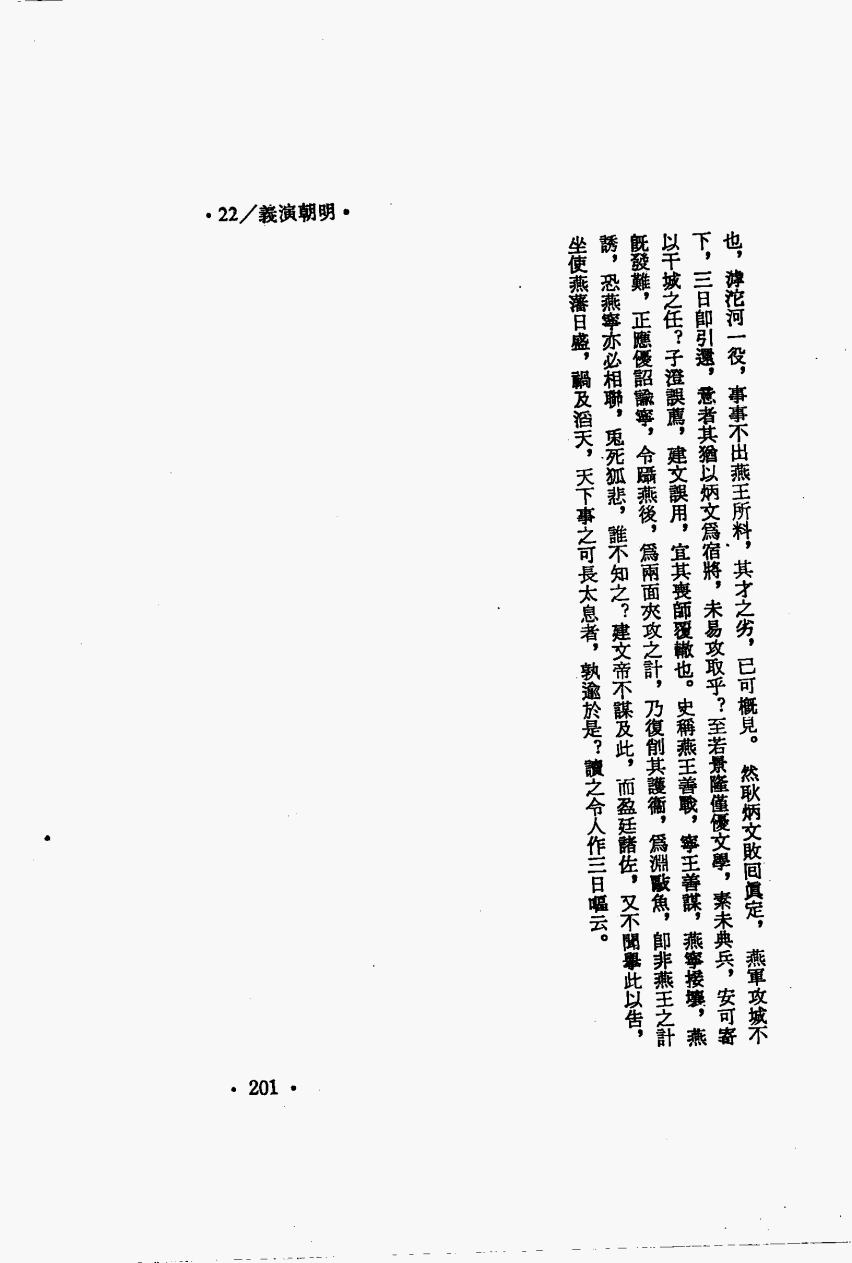 •22／義演朝明•
也，滹沱河一役，事事不出燕王所料，其才之劣，已可概見。然耿炳文敗回眞定，燕軍攻城不
下，三日卽引還，意者其猶以炳文爲宿將，未易攻取乎？至若景隆僅優文學，素未典兵，安可寄
以干城之任？子澄誤薦，建文誤用，宜其喪師覆轍也。史稱燕王善戰，寧王善謀，燕寧接壤，燕
旣發難，正應優詔諭寧，令躡燕後，爲兩面夾攻之計，乃復削其護衞，爲淵敺魚，卽非燕王之計
誘，恐燕寧亦必相聯，兎死狐悲，誰不知之？建文帝不謀及此，而盈廷諸佐，又不聞舉此以告，
坐使燕藩日盛，禍及滔天，天下事之可長太息者，孰逾於是？讀之令人作三日嘔云。
• 201 •